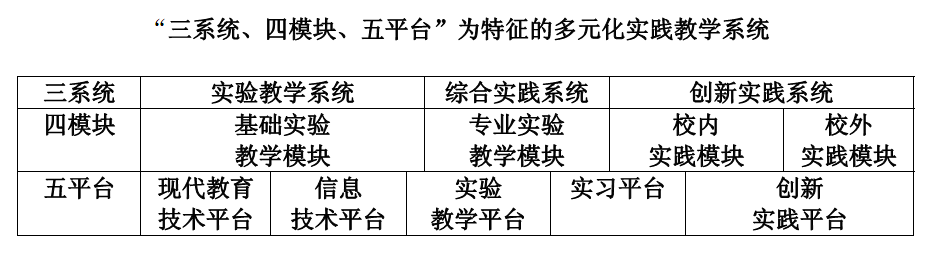 “三系统、四模块、五平台”为特征的多元化实践教学系统
三系统 实验教学系统 综合实践系统 创新实践系统
四模块 基础实验 专业实验 校内 校外
教学模块 教学模块 实践模块 实践模块
五平台 现代教育 信息 实验 实习平台 创新
技术平台 技术平台 教学平台 实践平台